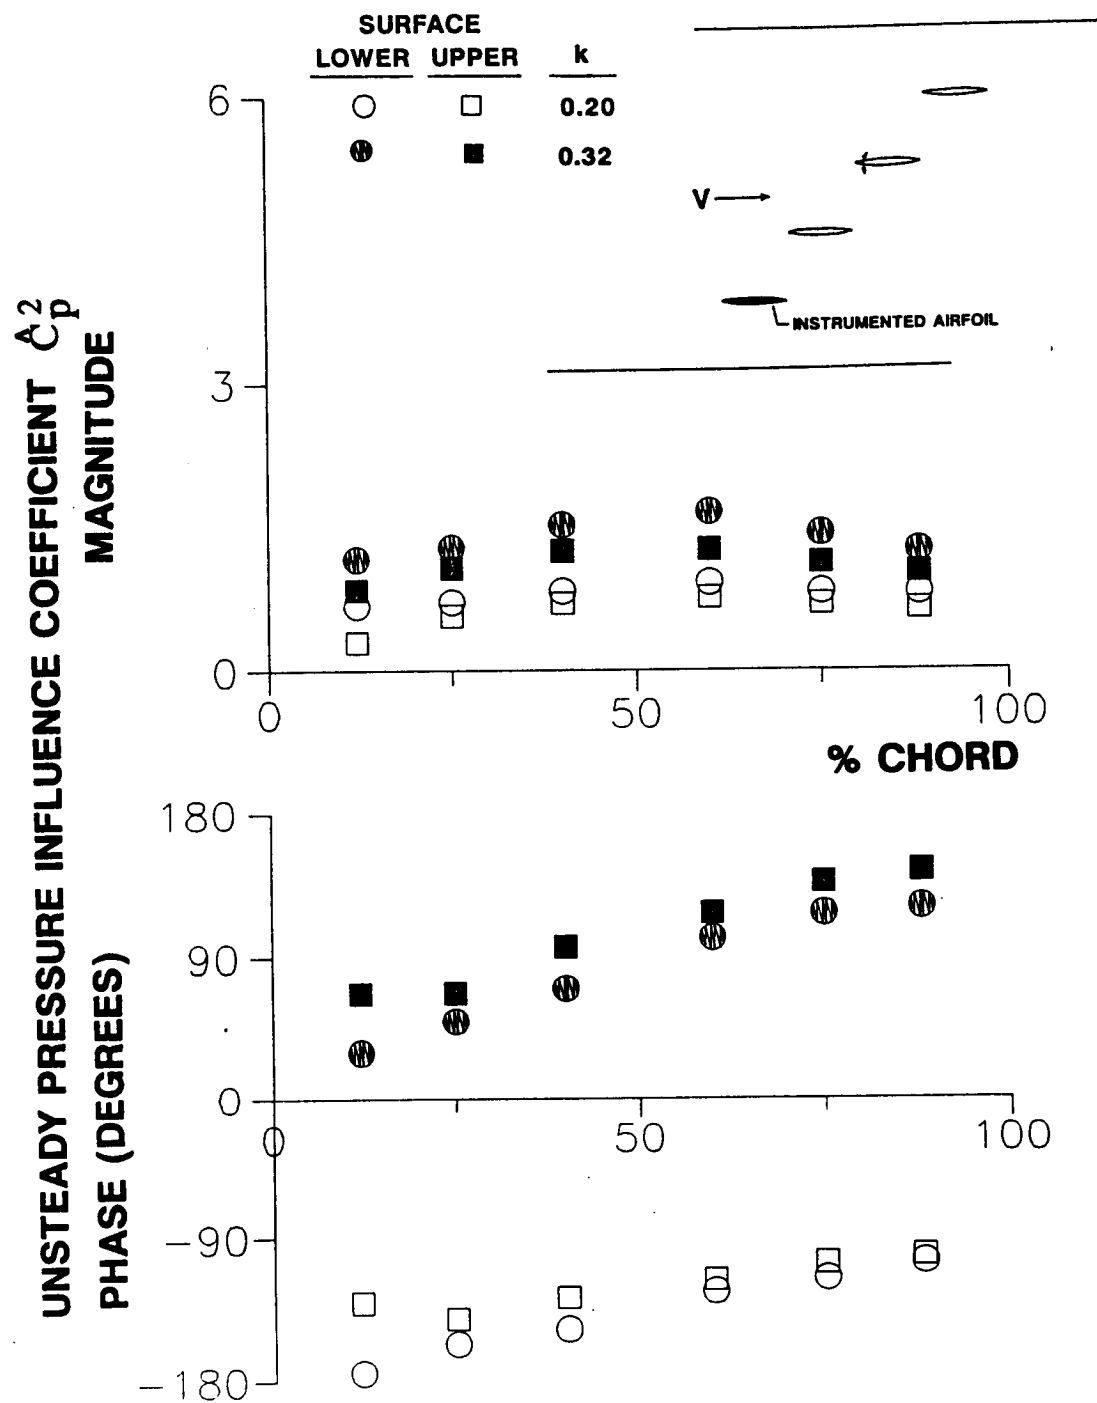 SURFACE
LOWER UPPER k
0.20
0.32
V
INSTRUMENTED AIRFOIL
UNSTEADY PRESSURE INFLUENCE COEFFICIENT Ĉp2
MAGNITUDE
6
3
0
0 50 100
% CHORD
PHASE (DEGREES)
180
90
0
0 50 100
-90
-180